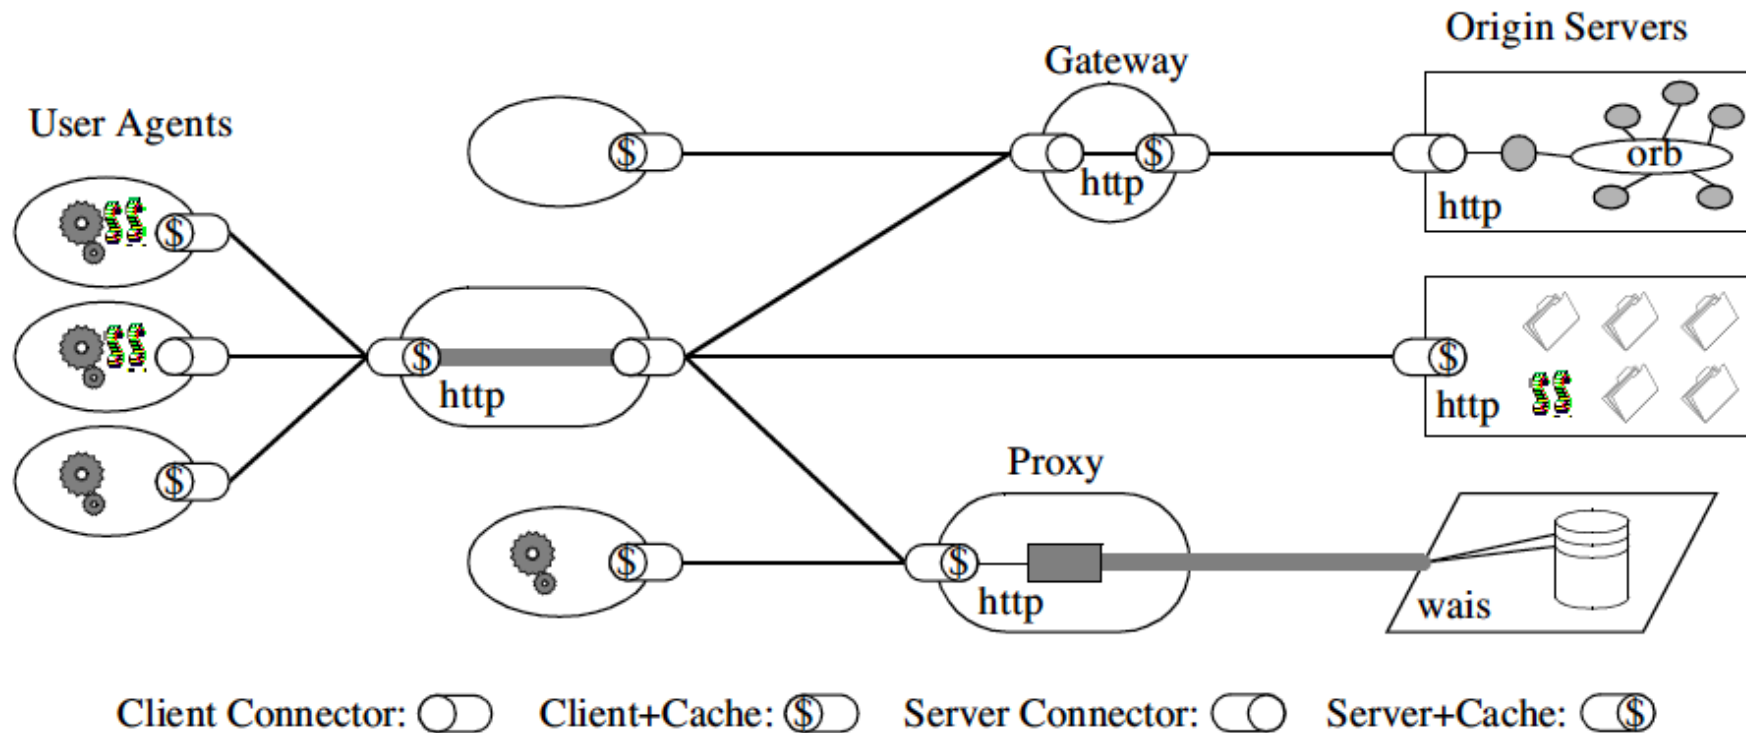 Origin Servers
Gateway
User Agents
$
$
orb
http
http
$
$
$
http
http
$
Proxy
$
$
http
wais
Client Connector:
Client+Cache: $
Server Connector:
Server+Cache: $